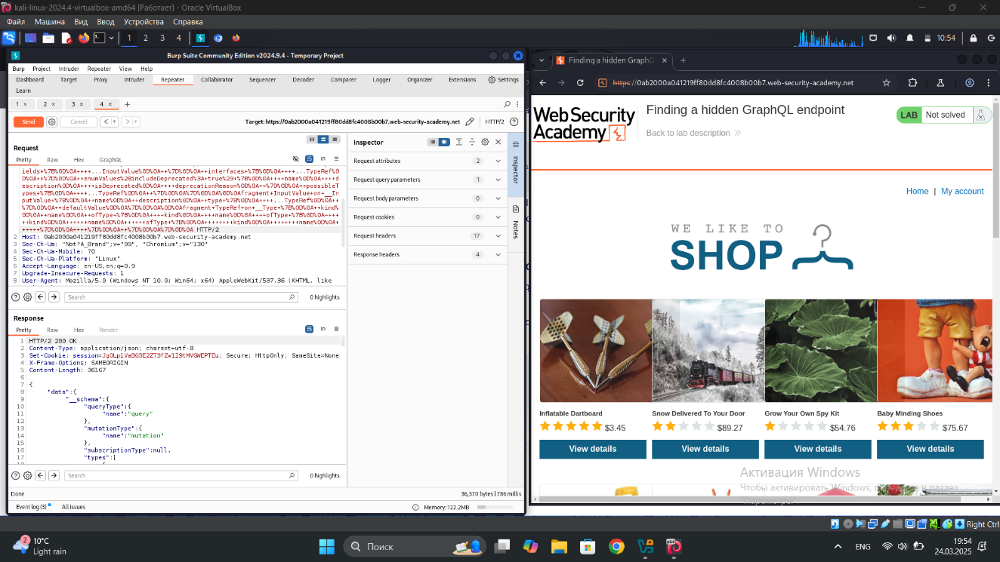 kali-linux-2024.4-virtualbox-amd64 [Работает] - Oracle VirtualBox
Файл Машина Вид Ввод Устройства Справка
1 2 3 4 10:54
Burp Suite Community Edition v2024.9.4 - Temporary Project
Burp Project Intruder Repeater View Help
Dashboard Target Proxy Intruder Repeater Collaborator Sequencer Decoder Comparer Logger Organizer Extensions Settings
Learn
1 × 2 × 3 × 4 × +
Send Cancel < > Target: https://0ab2000a041219ff80dd8fc4008b00b7.web-security-academy.net HTTP/2
Request
Pretty Raw Hex GraphQL
ields+%7B%0D%0A++++...InputValue%0D%0A++%7D%0D%0A++interfaces+%7B%0D%0A++++...TypeRef%0D
%0A++%7D%0D%0A++enumValues%28includeDeprecated%3A+true%29+%7B%0D%0A++++name%0D%0A++++d
escription%0D%0A++++isDeprecated%0D%0A++++deprecationReason%0D%0A++%7D%0D%0A++possibleT
ypes+%7B%0D%0A++++...TypeRef%0D%0A++%7D%0D%0A%7D%0D%0A%0D%0Afragment+InputValue+on+__In
putValue+%7B%0D%0A++name%0D%0A++description%0D%0A++type+%7B%0D%0A++++...TypeRef%0D%0A++
%7D%0D%0A++defaultValue%0D%0A%7D%0D%0A%0D%0Afragment+TypeRef+on+__Type+%7B%0D%0A++kind%
0D%0A++name%0D%0A++ofType+%7B%0D%0A++++kind%0D%0A++++name%0D%0A++++ofType+%7B%0D%0A++++
++kind%0D%0A++++++name%0D%0A++++++ofType+%7B%0D%0A++++++++kind%0D%0A++++++++name%0D%0A+
+++++%7D%0D%0A++++%7D%0D%0A++%7D%0D%0A%7D%0D%0A HTTP/2
2 Host: 0ab2000a041219ff80dd8fc4008b00b7.web-security-academy.net
3 Sec-Ch-Ua: "Not?A_Brand";v="99", "Chromium";v="130"
4 Sec-Ch-Ua-Mobile: ?0
5 Sec-Ch-Ua-Platform: "Linux"
6 Accept-Language: en-US,en;q=0.9
7 Upgrade-Insecure-Requests: 1
8 User-Agent: Mozilla/5.0 (Windows NT 10.0; Win64; x64) AppleWebKit/537.36 (KHTML, like
Search 0 highlights
Response
Pretty Raw Hex Render
1 HTTP/2 200 OK
2 Content-Type: application/json; charset=utf-8
3 Set-Cookie: session=JgOLp1VaBG3E2ZT3fZw1I9tMVGWEPTEu; Secure; HttpOnly; SameSite=None
4 X-Frame-Options: SAMEORIGIN
5 Content-Length: 36167
6
7 {
8 "data":{
9 "__schema":{
10 "queryType":{
11 "name":"query"
12 },
13 "mutationType":{
14 "name":"mutation"
15 },
16 "subscriptionType":null,
17 "types":[
Search 0 highlights
Done 36,370 bytes | 786 millis
Event log (3) All issues Memory: 122.2MB
Inspector
Request attributes 2
Request query parameters 1
Request body parameters 0
Request cookies 0
Request headers 17
Response headers 4
Inspector
Notes
Finding a hidden GraphQ × +
https://0ab2000a041219ff80dd8fc4008b00b7.web-security-academy.net
Web Security
Academy
Finding a hidden GraphQL endpoint
Back to lab description
LAB Not solved
Home | My account
WE LIKE TO
SHOP
Inflatable Dartboard Snow Delivered To Your Door Grow Your Own Spy Kit Baby Minding Shoes
$3.45 $89.27 $54.76 $75.67
View details View details View details View details
Активация Windows
Чтобы активировать Windows, перейдите в раздел
"Параметры".
Right Ctrl
2
10°C
Light rain
Поиск
ENG
19:54
24.03.2025